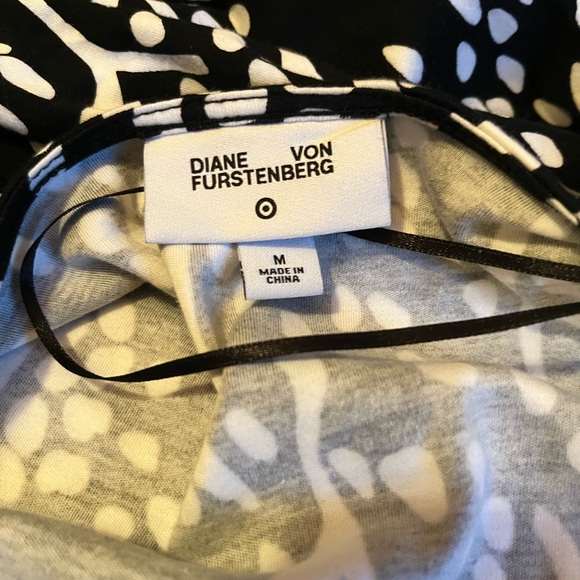 DIANE VON
FURSTENBERG
M
MADE IN
CHINA